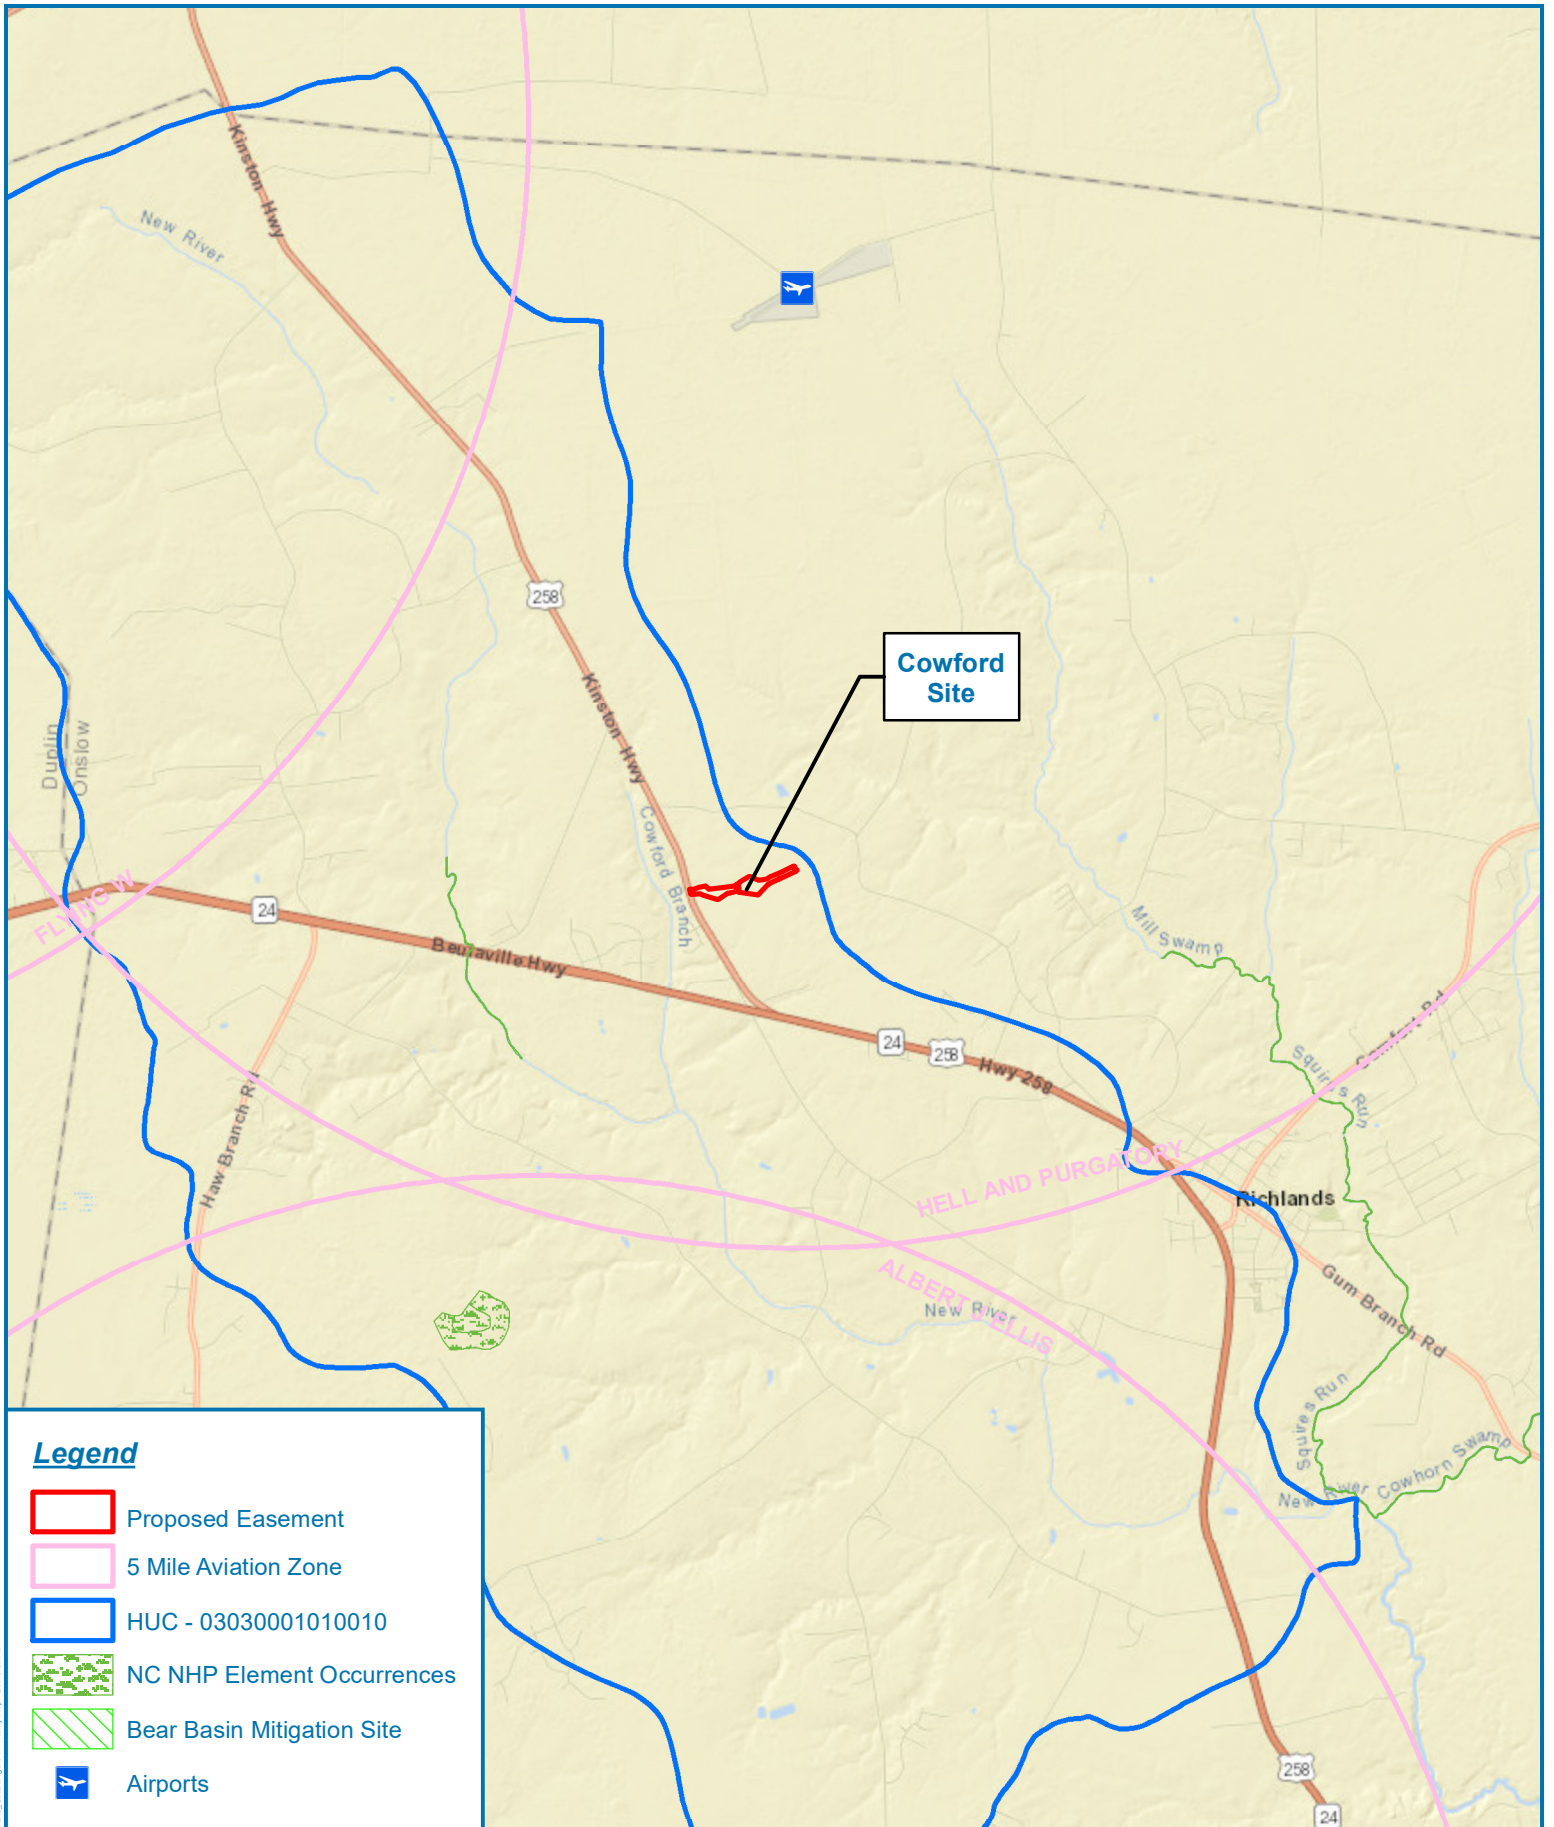 Kinston Hwy
New River
258
Kinston Hwy
Cowford
Site
Duplin
Onslow
Cowford Branch
FLYING W
24
Beulaville Hwy
Mill Swamp
Comfort Rd
Squires Run
24
258
Hwy 258
Haw Branch Rd
HELL AND PURGATORY
Richlands
ALBERT J ELLIS
New River
Gum Branch Rd
Squires Run
Cowhorn Swamp
New River
258
24
Legend
Proposed Easement
5 Mile Aviation Zone
HUC - 03030001010010
NC NHP Element Occurrences
Bear Basin Mitigation Site
Airports